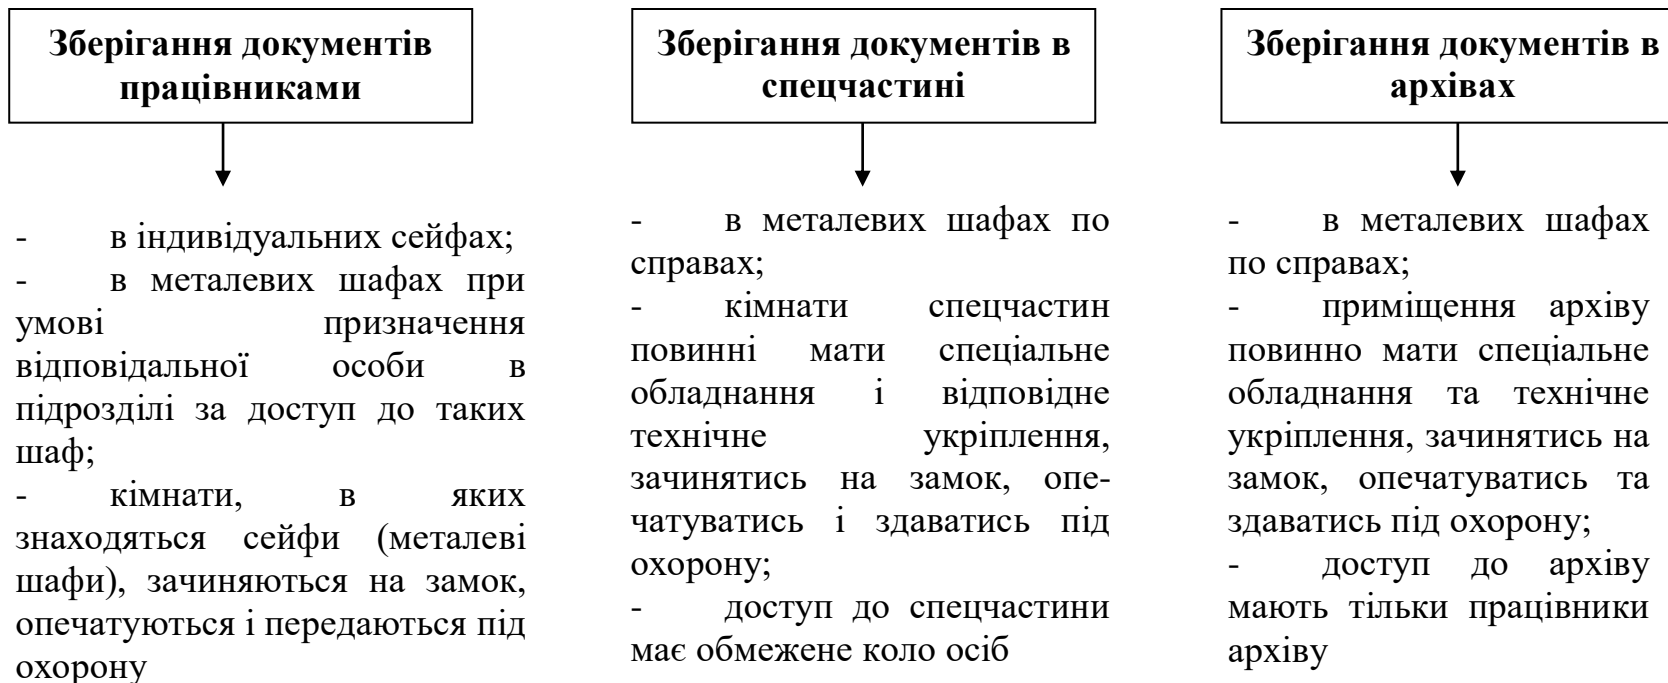 Зберігання документів
працівниками
- в індивідуальних сейфах;
- в металевих шафах при
умові призначення
відповідальної особи в
підрозділі за доступ до таких
шаф;
- кімнати, в яких
знаходяться сейфи (металеві
шафи), зачиняються на замок,
опечатуються і передаються під
охорону
Зберігання документів в
спецчастині
- в металевих шафах по
справах;
- кімнати спецчастин
повинні мати спеціальне
обладнання і відповідне
технічне укріплення,
зачинятись на замок, опе-
чатуватись і здаватись під
охорону;
- доступ до спецчастини
має обмежене коло осіб
Зберігання документів в
архівах
- в металевих шафах
по справах;
- приміщення архіву
повинно мати спеціальне
обладнання та технічне
укріплення, зачинятись на
замок, опечатуватись та
здаватись під охорону;
- доступ до архіву
мають тільки працівники
архіву